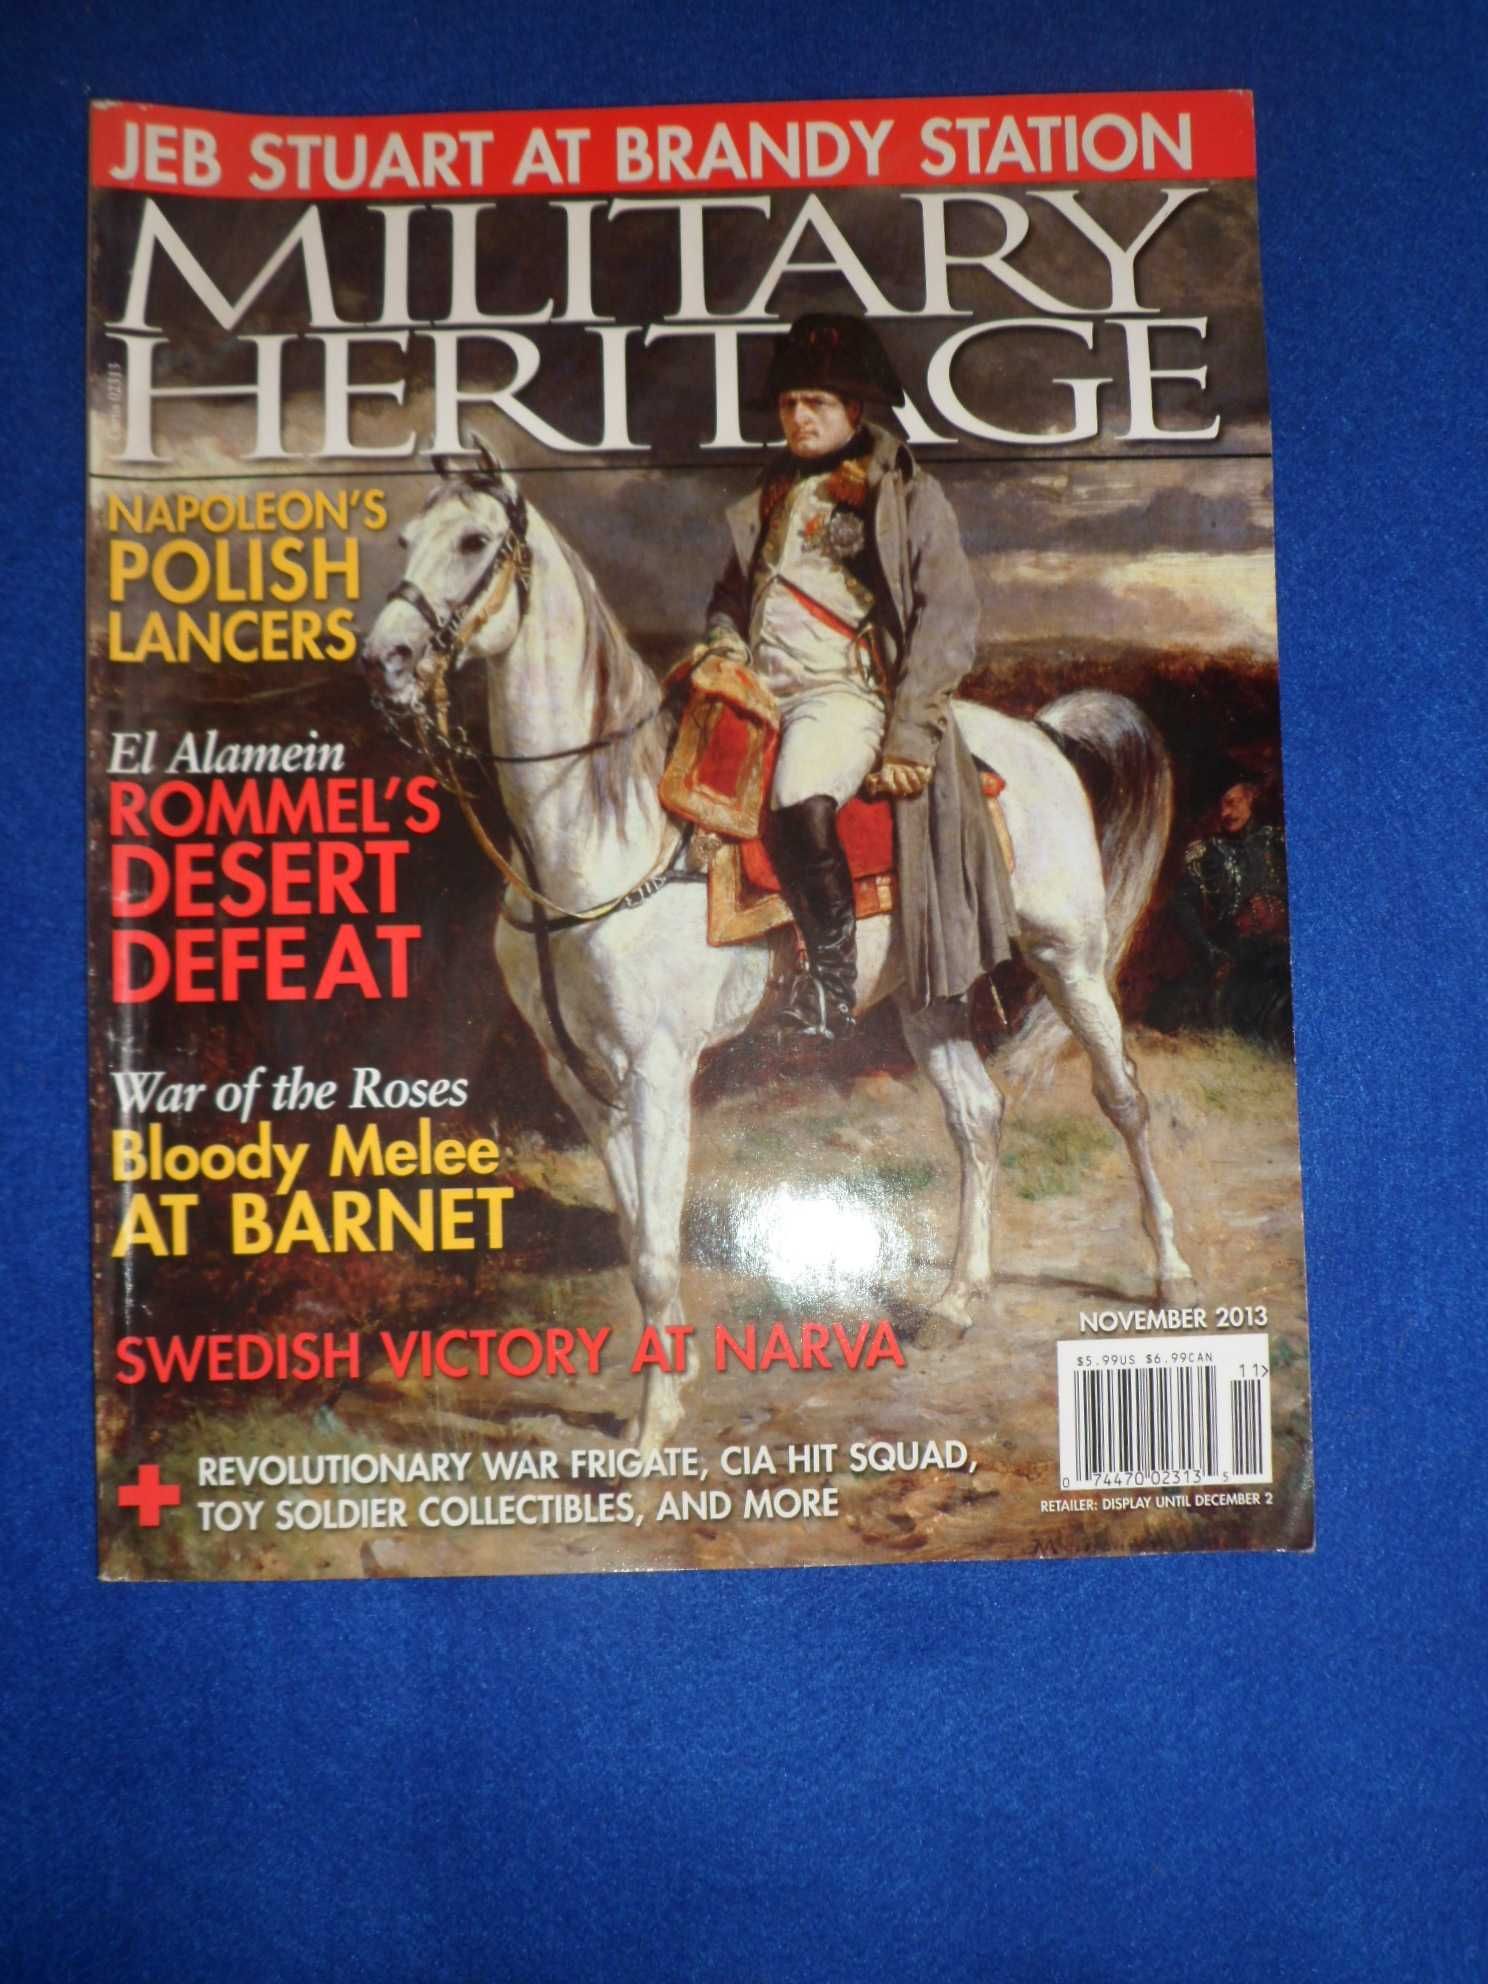 JEB STUART AT BRANDY STATION
MILITARY
HERITAGE
Curtis 02313
NAPOLEON'S
POLISH
LANCERS
El Alamein
ROMMEL'S
DESERT
DEFEAT
War of the Roses
Bloody Melee
AT BARNET
SWEDISH VICTORY AT NARVA
+ REVOLUTIONARY WAR FRIGATE, CIA HIT SQUAD,
TOY SOLDIER COLLECTIBLES, AND MORE
NOVEMBER 2013
$5.99US $6.99CAN
11>
0 74470 02313 5
RETAILER: DISPLAY UNTIL DECEMBER 2